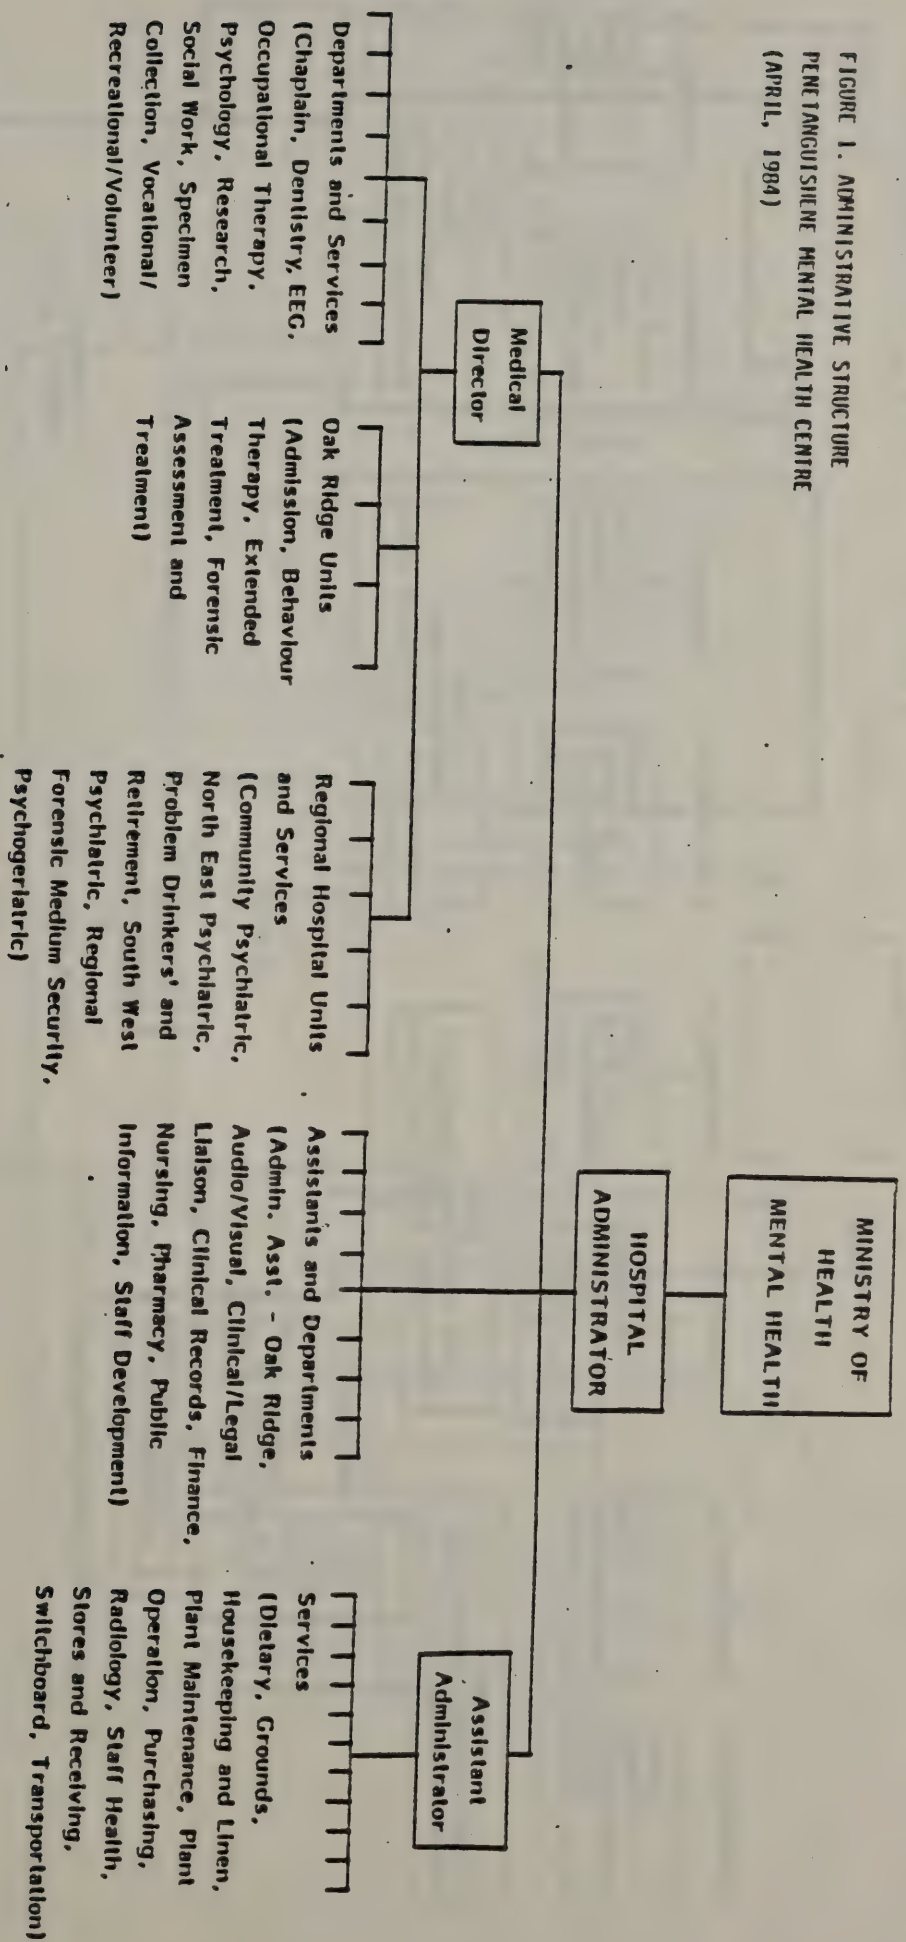 FIGURE 1. ADMINISTRATIVE STRUCTURE
PENETANGUISHENE MENTAL HEALTH CENTRE
(APRIL, 1984)
MINISTRY OF
HEALTH
MENTAL HEALTH
HOSPITAL
ADMINISTRATOR
Medical
Director
Assistant
Administrator
Departments and Services
(Chaplain, Dentistry, EEG,
Occupational Therapy,
Psychology, Research,
Social Work, Specimen
Collection, Vocational/
Recreational/Volunteer)
Oak Ridge Units
(Admission, Behaviour
Therapy, Extended
Treatment, Forensic
Assessment and
Treatment)
Regional Hospital Units
and Services
(Community Psychiatric,
North East Psychiatric,
Problem Drinkers' and
Retirement, South West
Psychiatric, Regional
Forensic Medium Security,
Psychogeriatric)
Assistants and Departments
(Admin. Asst. - Oak Ridge,
Audio/Visual, Clinical/Legal
Liaison, Clinical Records, Finance,
Nursing, Pharmacy, Public
Information, Staff Development)
Services
(Dietary, Grounds,
Housekeeping and Linen,
Plant Maintenance, Plant
Operation, Purchasing,
Radiology, Staff Health,
Stores and Receiving,
Switchboard, Transportation)